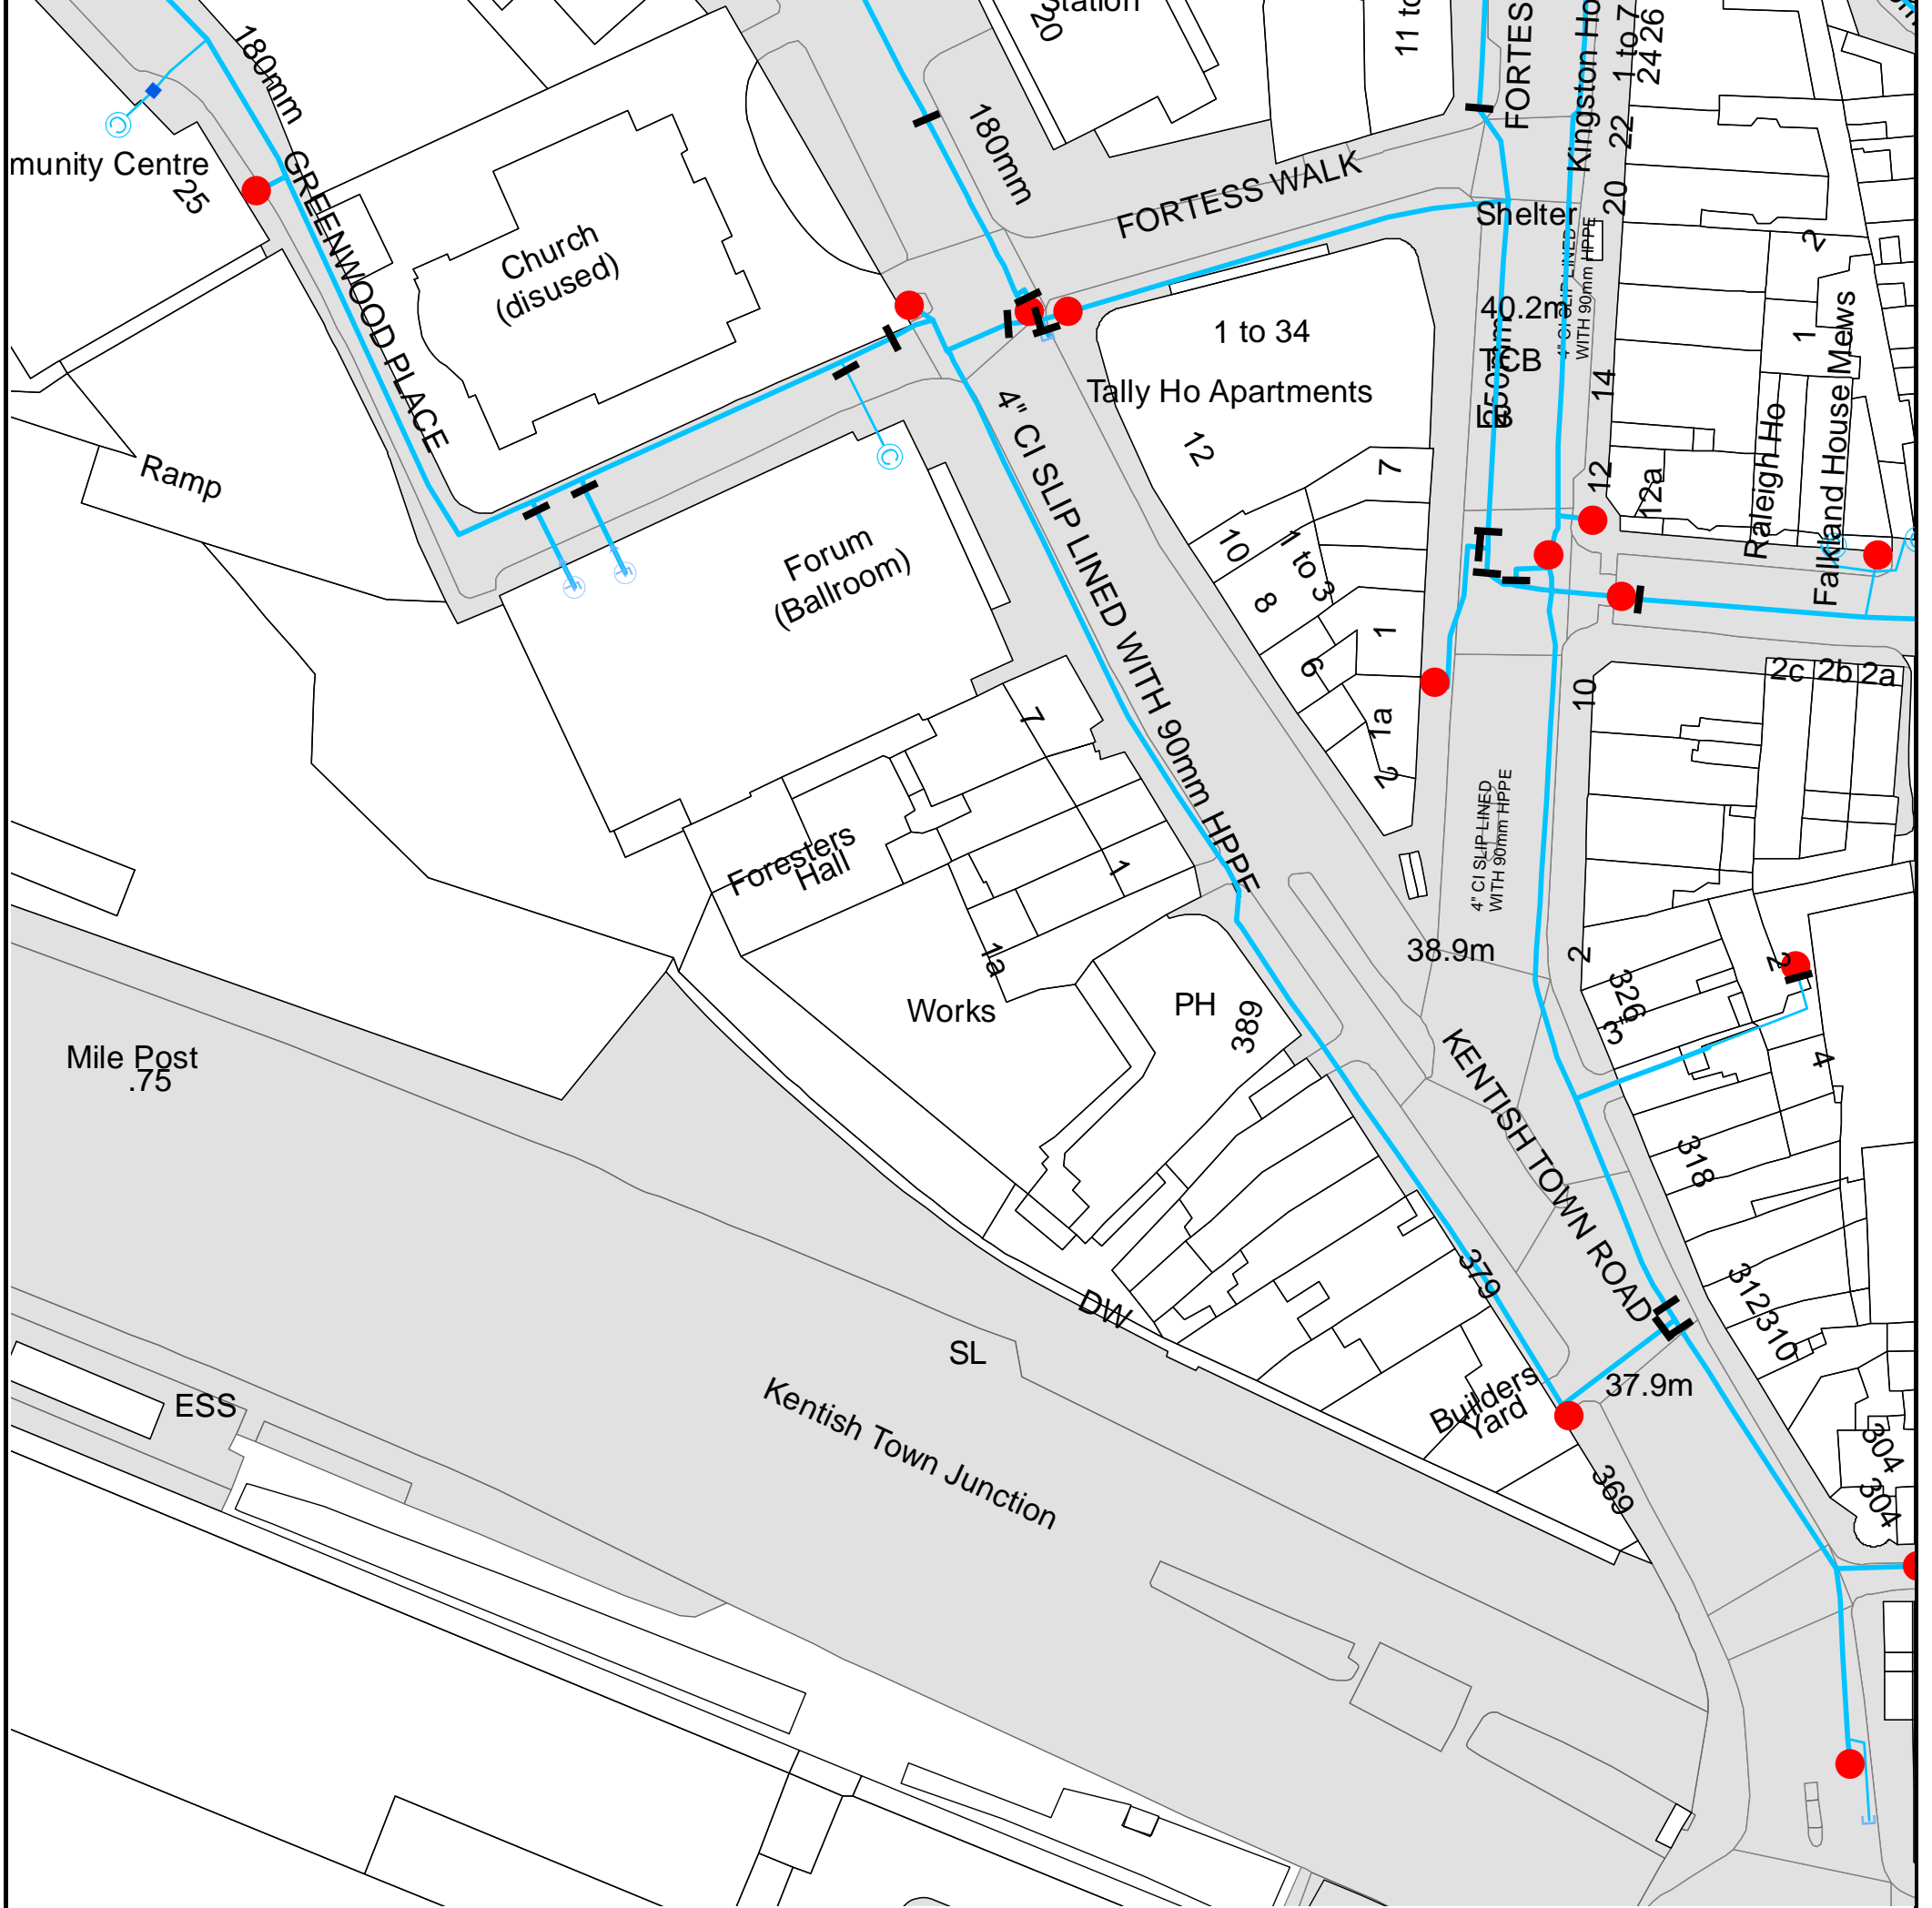 Station
20
11 to
FORTES
Kingston Ho
1 to 7
24 26
180mm
180mm
22
munity Centre
25
GREENWOOD PLACE
FORTESS WALK
20
Shelter
Church
(disused)
4" CI SLIP LINED
WITH 90mm HPPE
2
40.2m
1 to 34
TCB
1
Falkland House Mews
Tally Ho Apartments
14
LB
4" CI SLIP LINED WITH 90mm HPPE
12
7
12
12a
Raleigh Ho
Ramp
Forum
(Ballroom)
10
1 to 3
8
1
6
2c
2b
2a
10
7
1a
2
4" CI SLIP LINED
WITH 90mm HPPE
Foresters
Hall
1
1a
38.9m
2
2
Works
PH
389
326
3
Mile Post
.75
KENTISH TOWN ROAD
4
318
379
DW
312
310
SL
37.9m
ESS
Kentish Town Junction
Builders
Yard
304
369
304